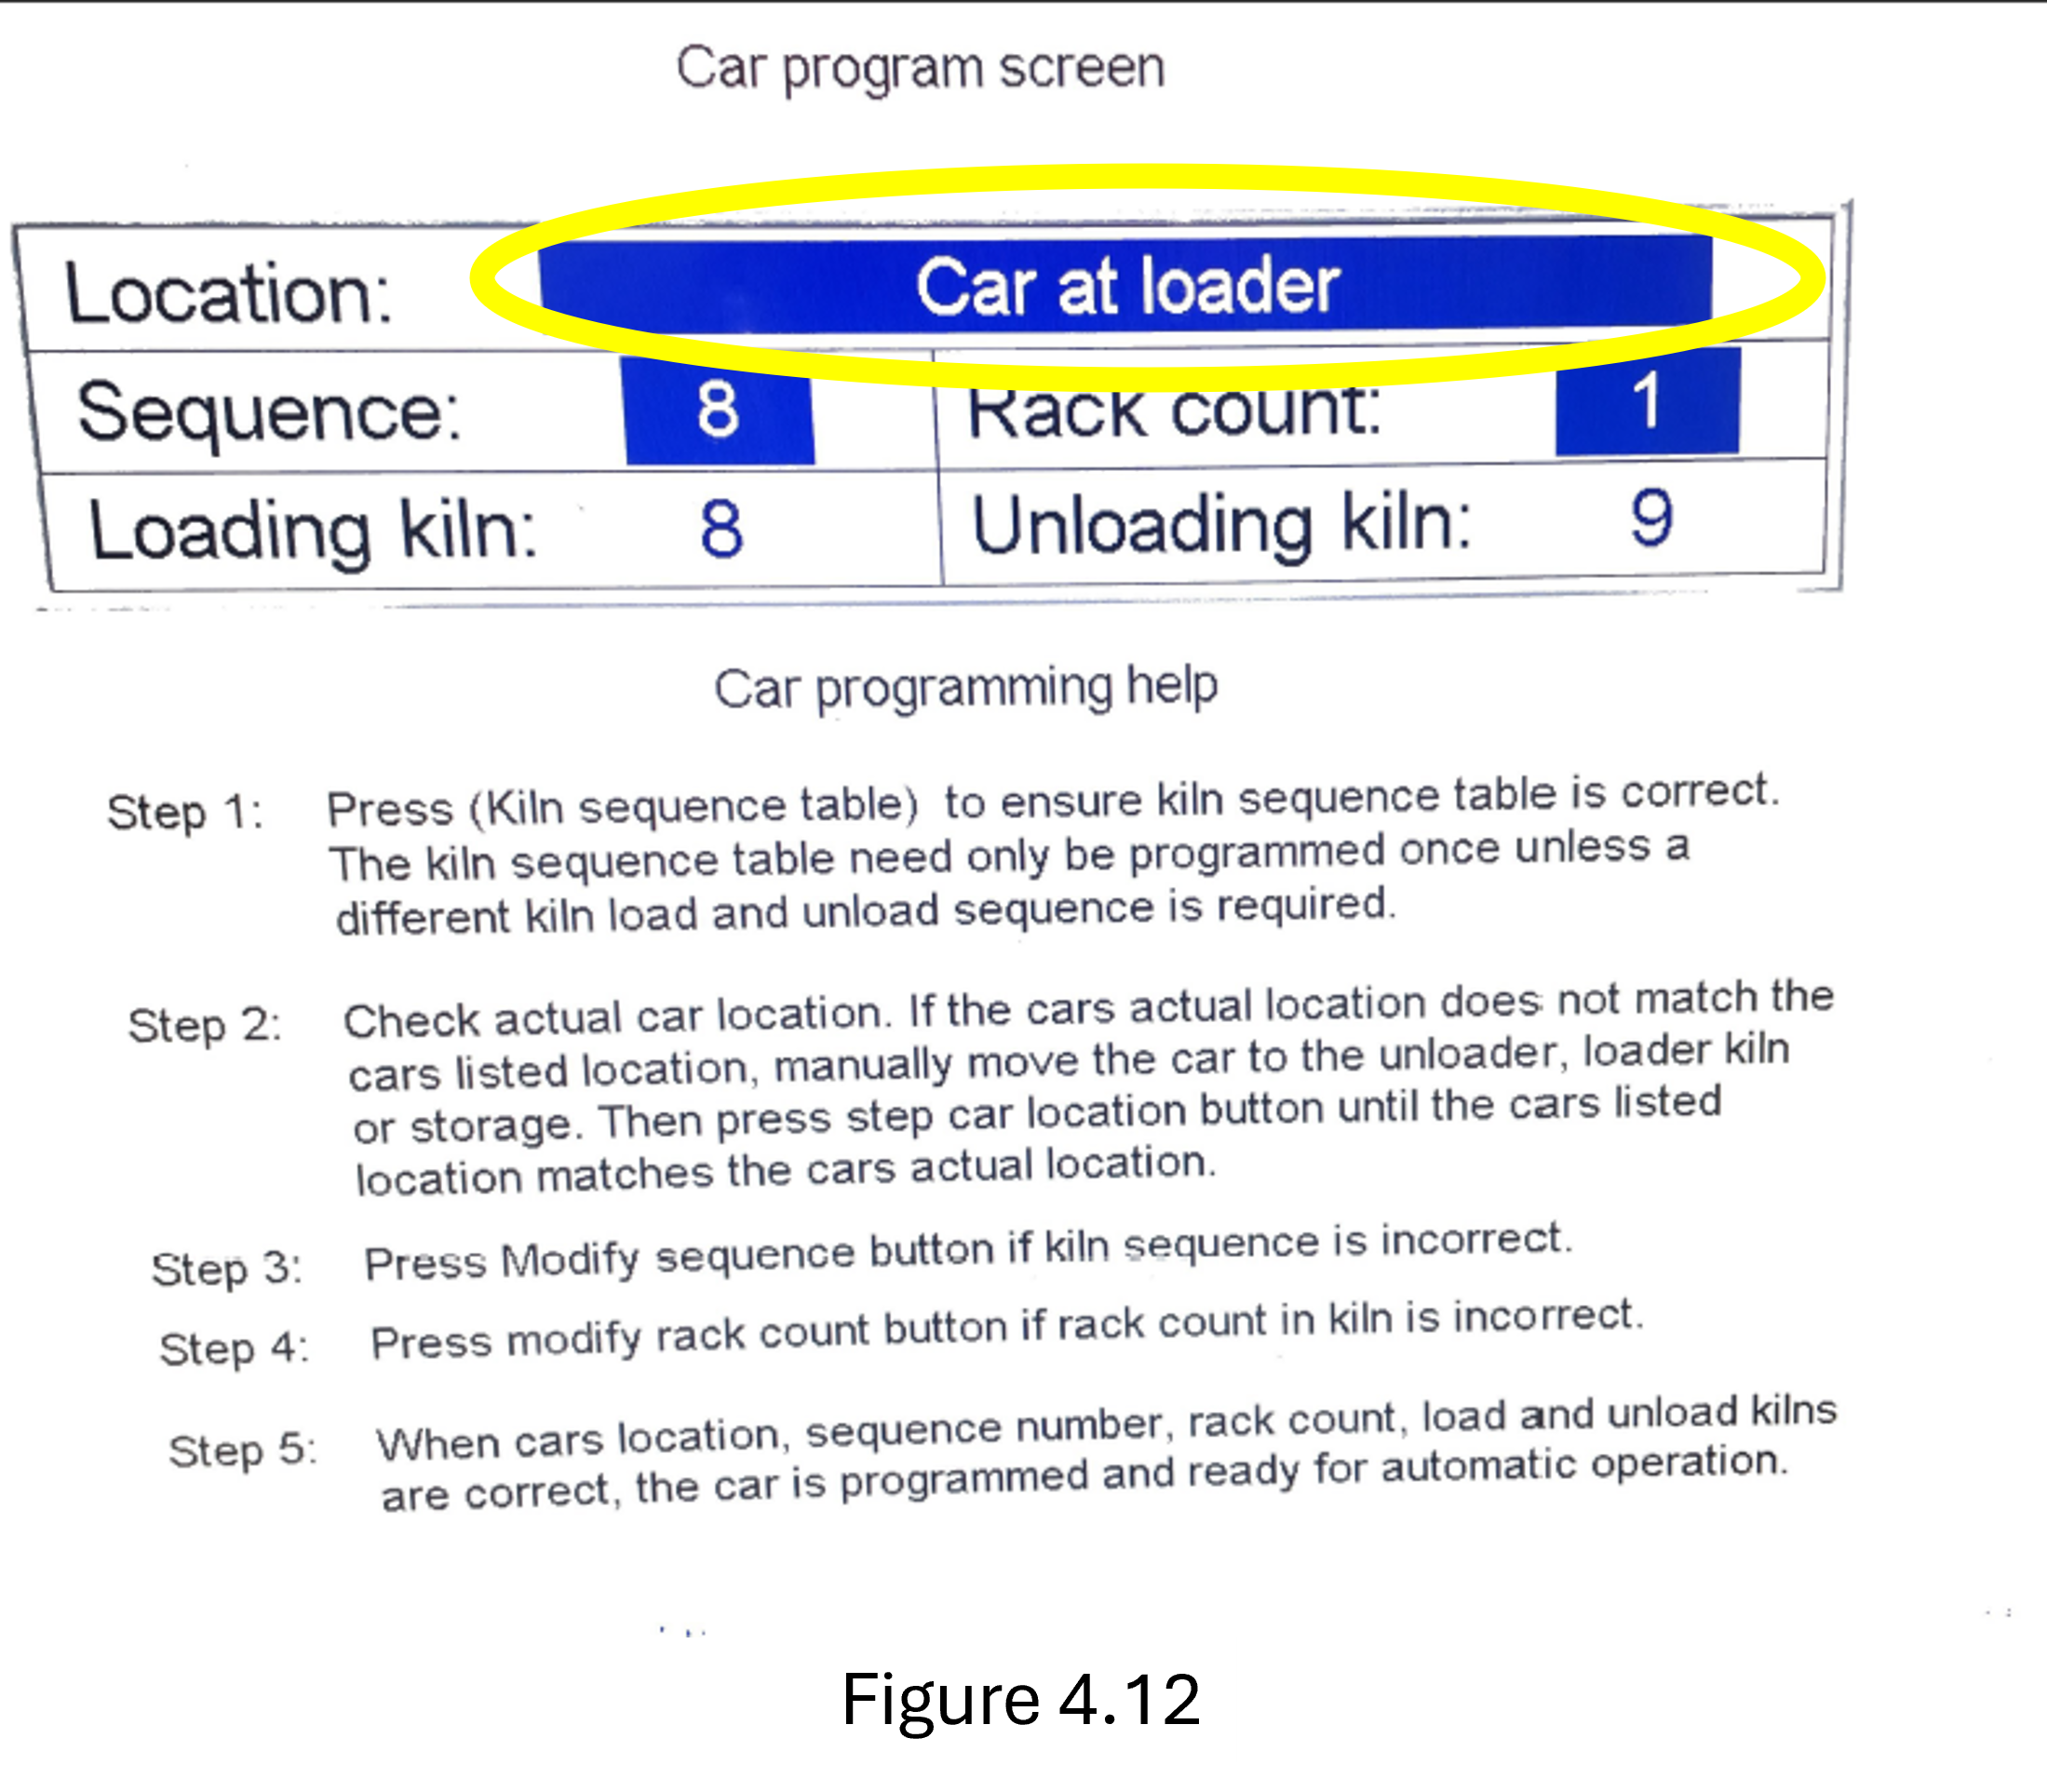 Car program screen
Location: Car at loader
Sequence: 8 Rack count: 1
Loading kiln: 8 Unloading kiln: 9
Car programming help
Step 1: Press (Kiln sequence table) to ensure kiln sequence table is correct.
The kiln sequence table need only be programmed once unless a
different kiln load and unload sequence is required.
Step 2: Check actual car location. If the cars actual location does not match the
cars listed location, manually move the car to the unloader, loader kiln
or storage. Then press step car location button until the cars listed
location matches the cars actual location.
Step 3: Press Modify sequence button if kiln sequence is incorrect.
Step 4: Press modify rack count button if rack count in kiln is incorrect.
Step 5: When cars location, sequence number, rack count, load and unload kilns
are correct, the car is programmed and ready for automatic operation.
Figure 4.12